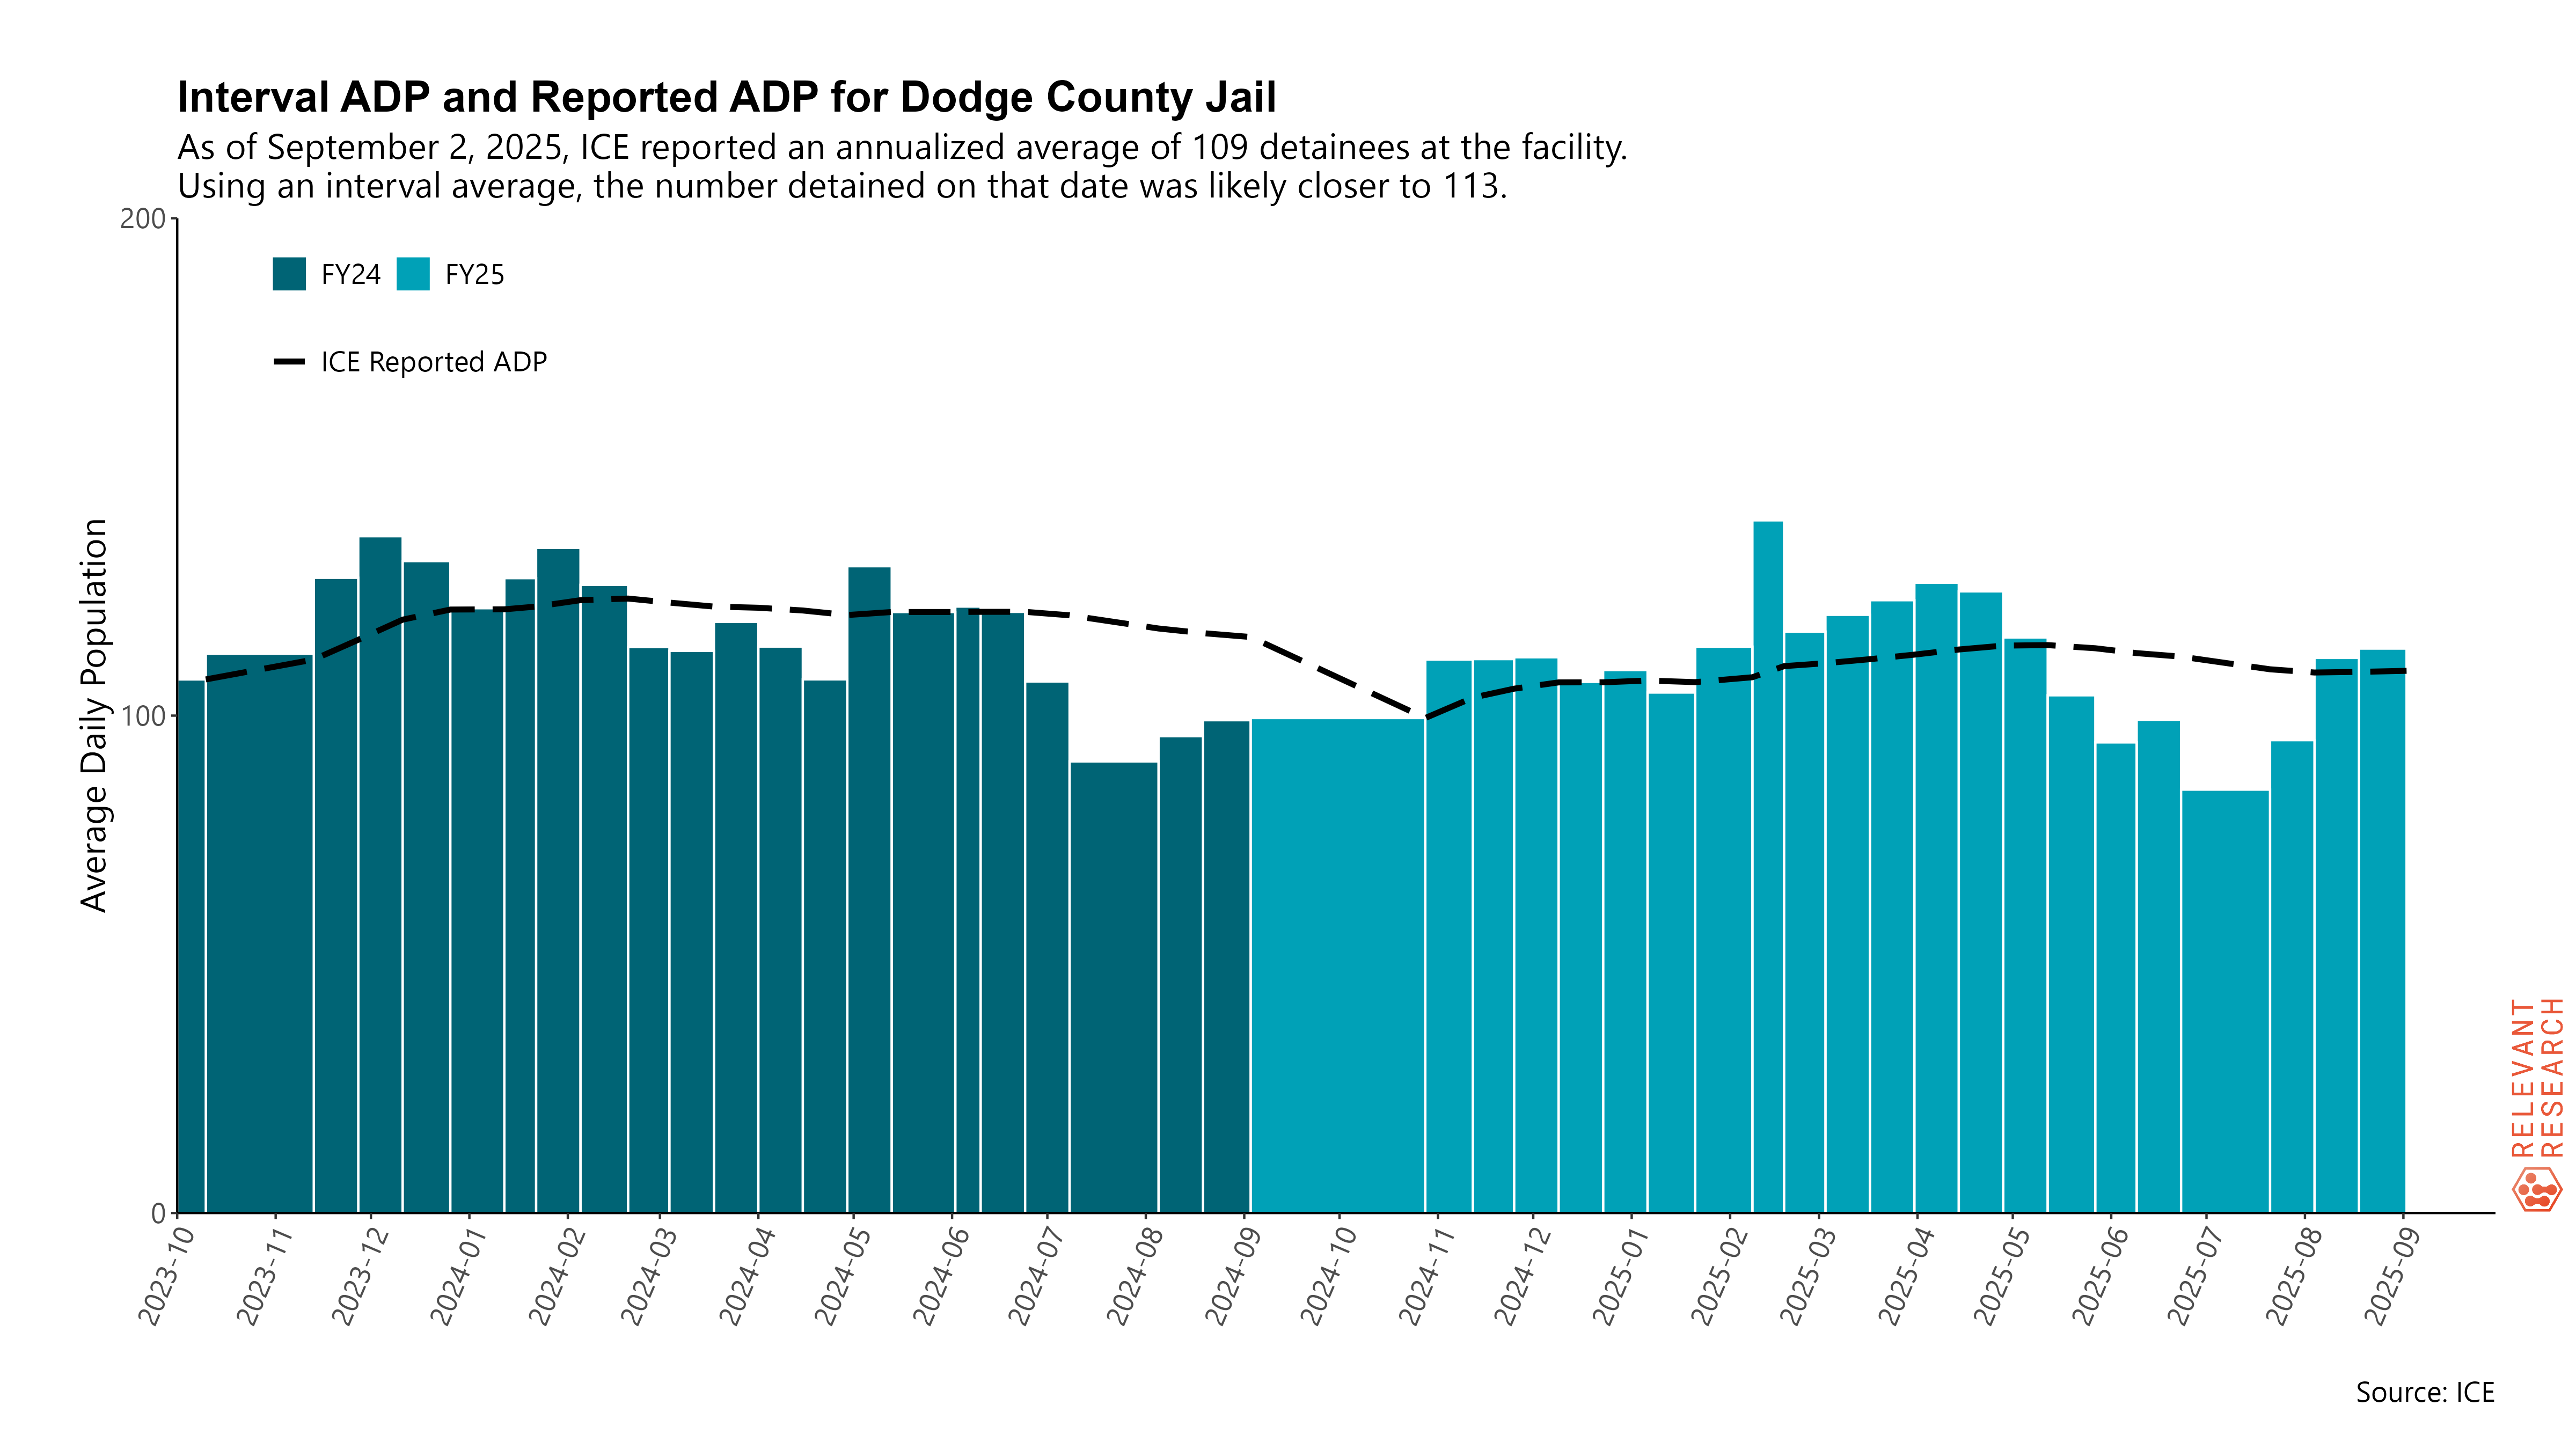 Interval ADP and Reported ADP for Dodge County Jail
As of September 2, 2025, ICE reported an annualized average of 109 detainees at the facility.
Using an interval average, the number detained on that date was likely closer to 113.
200
FY24 FY25
ICE Reported ADP
Average Daily Population
100
0
2023-10 2023-11 2023-12 2024-01 2024-02 2024-03 2024-04 2024-05 2024-06 2024-07 2024-08 2024-09 2024-10 2024-11 2024-12 2025-01 2025-02 2025-03 2025-04 2025-05 2025-06 2025-07 2025-08 2025-09
RELEVANT
RESEARCH
Source: ICE